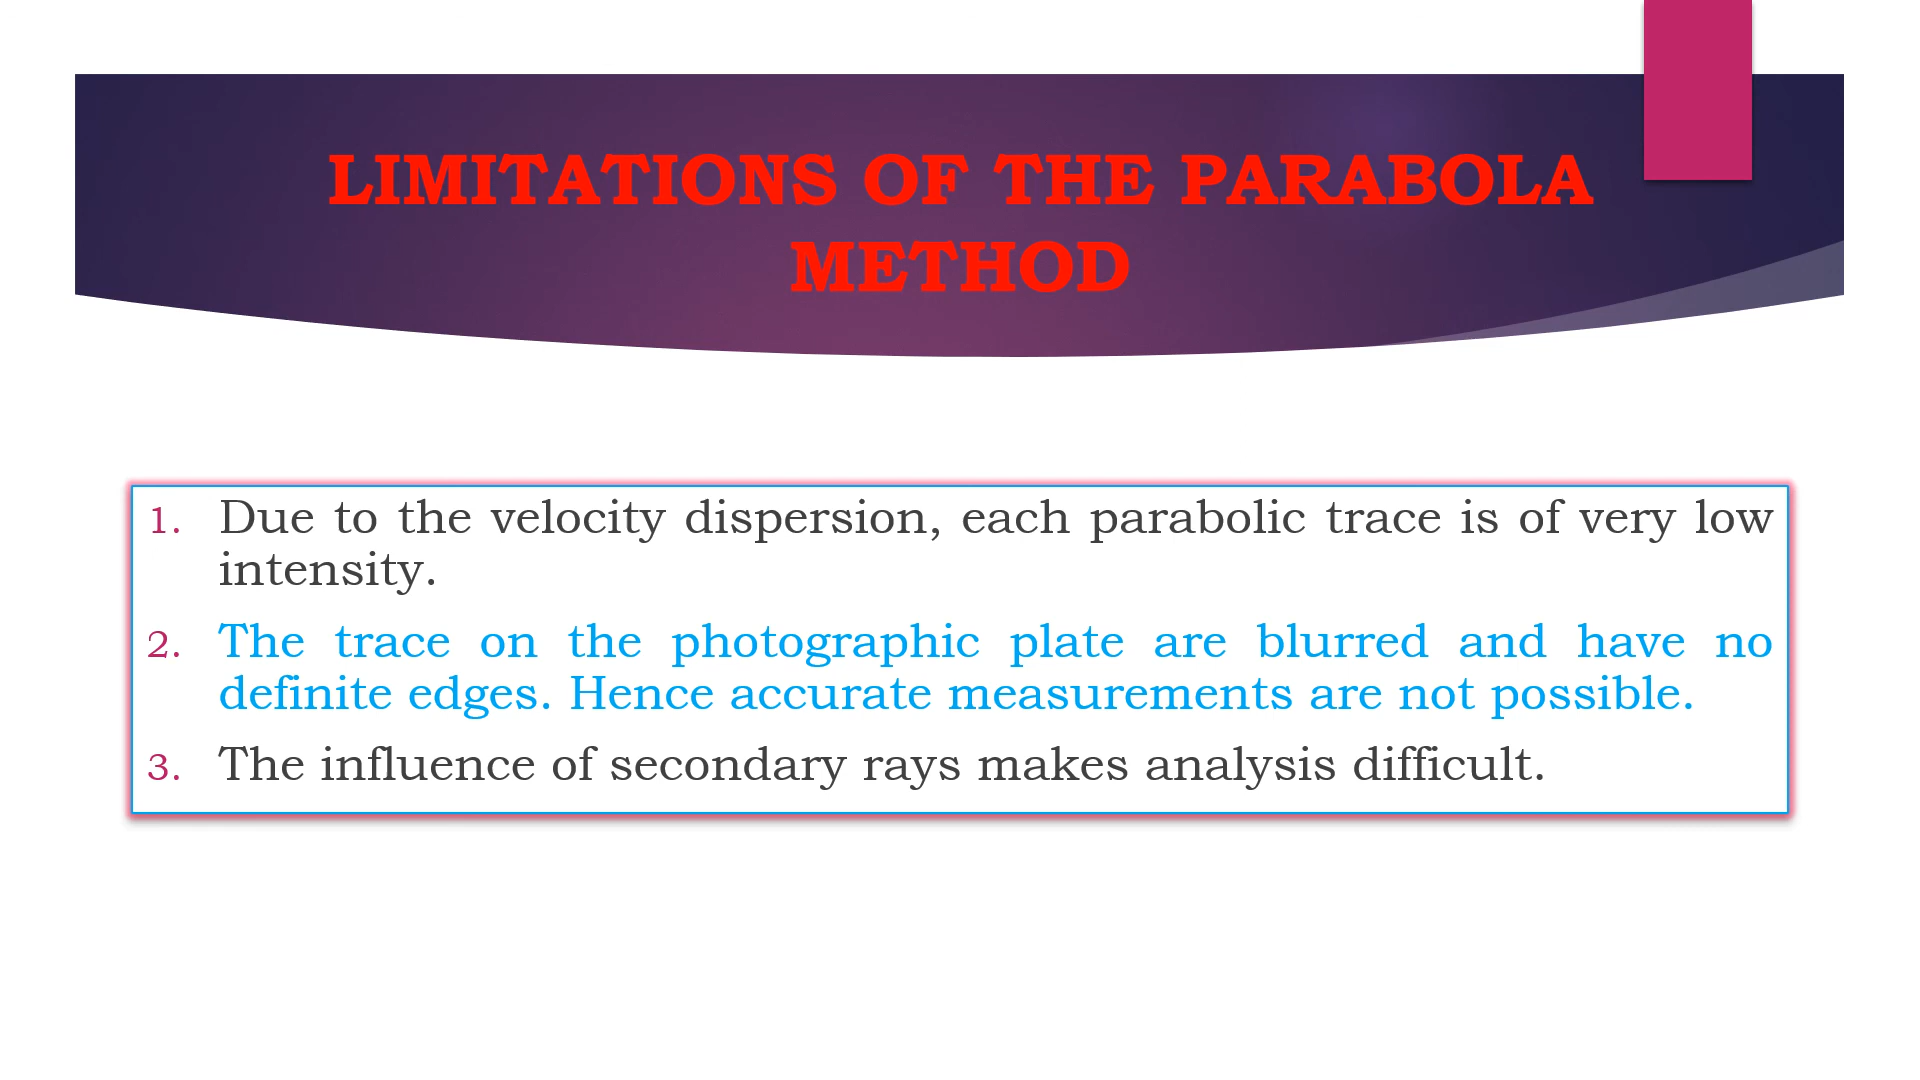 LIMITATIONS OF THE PARABOLA
METHOD
1. Due to the velocity dispersion, each parabolic trace is of very low
intensity.
2. The trace on the photographic plate are blurred and have no
definite edges. Hence accurate measurements are not possible.
3. The influence of secondary rays makes analysis difficult.